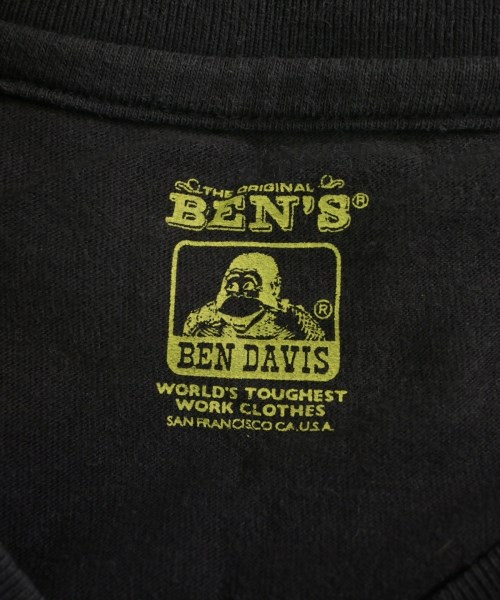 THE ORIGINAL
BEN'S®
®
BEN DAVIS
WORLD'S TOUGHEST
WORK CLOTHES
SAN FRANCISCO CA.U.S.A.